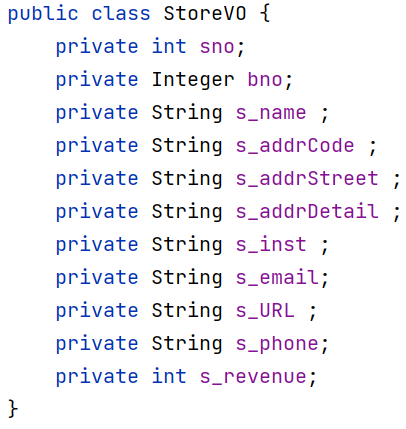 public class StoreVO {
    private int sno;
    private Integer bno;
    private String s_name ;
    private String s_addrCode ;
    private String s_addrStreet ;
    private String s_addrDetail ;
    private String s_inst ;
    private String s_email;
    private String s_URL ;
    private String s_phone;
    private int s_revenue;
}